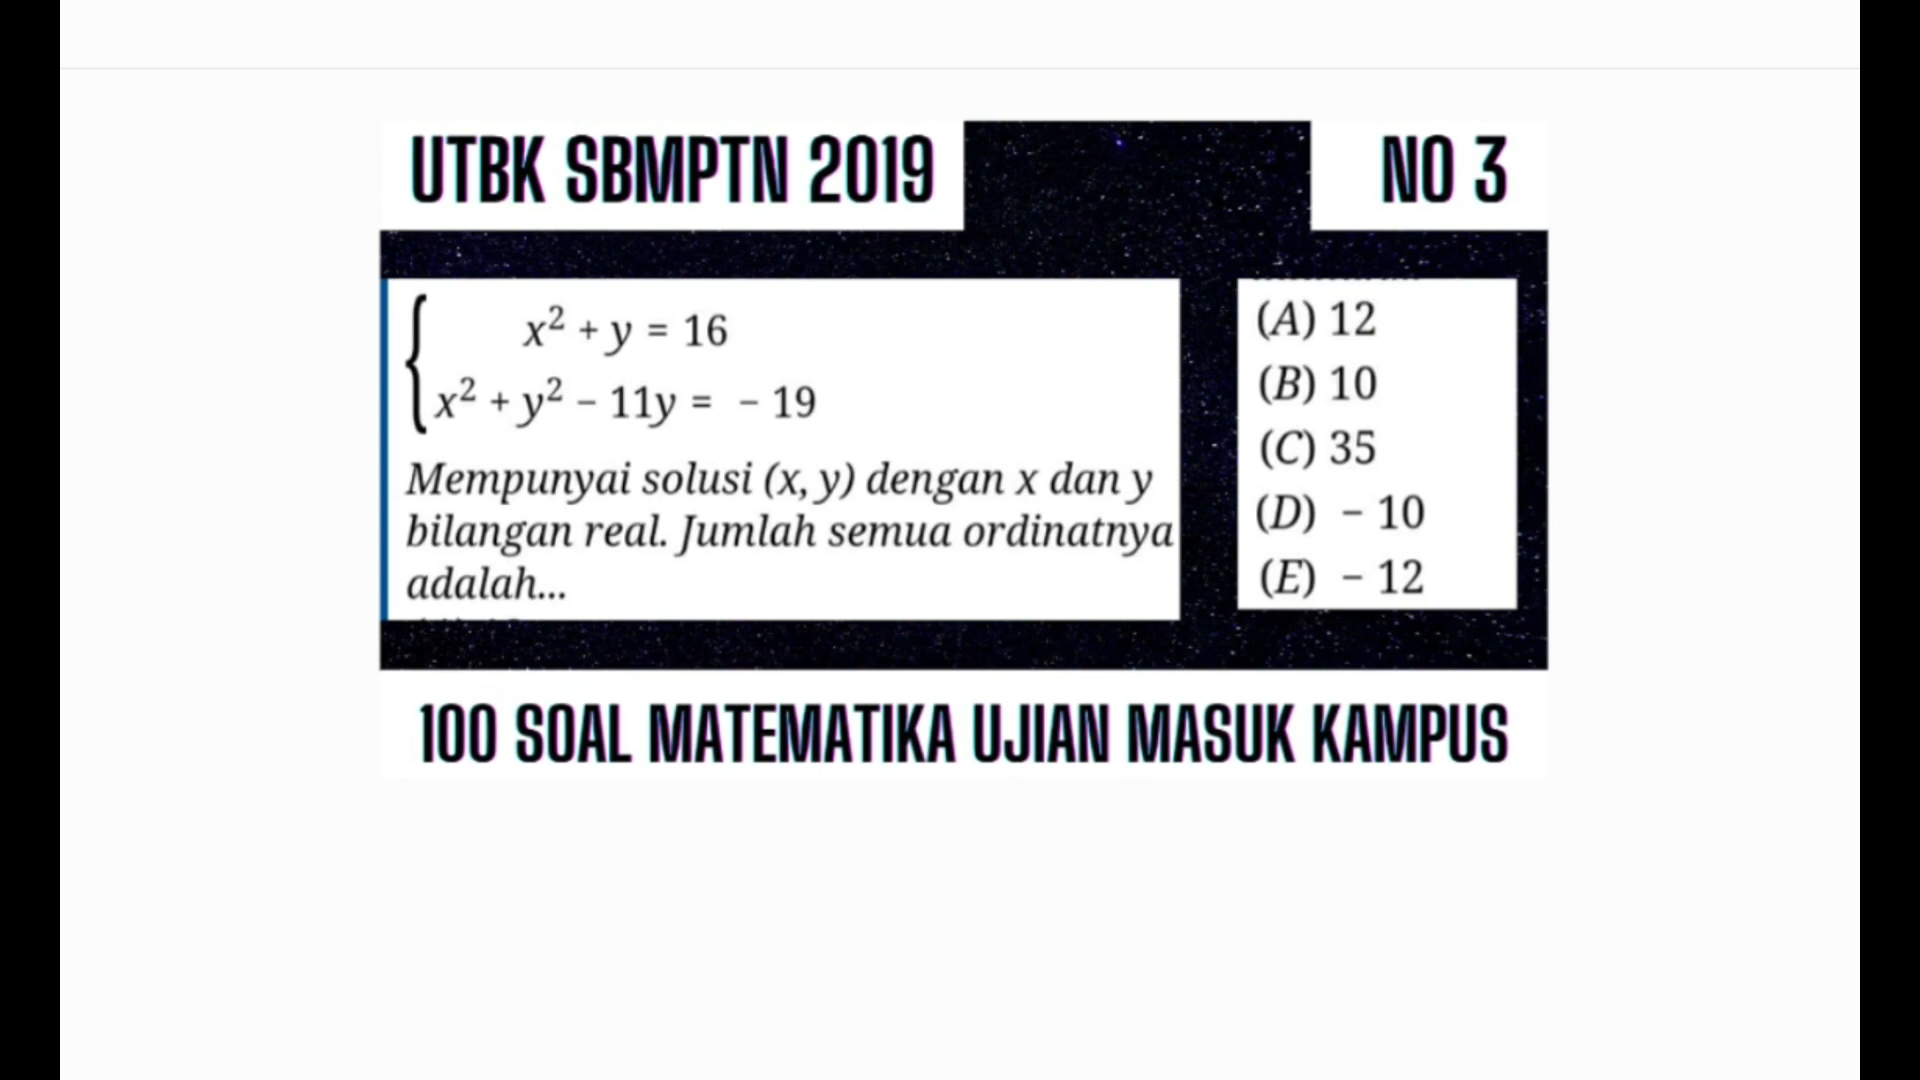 UTBK SBMPTN 2019
NO 3
x² + y = 16
x² + y² − 11y = − 19
Mempunyai solusi (x, y) dengan x dan y
bilangan real. Jumlah semua ordinatnya
adalah...
(A) 12
(B) 10
(C) 35
(D) − 10
(E) − 12
100 SOAL MATEMATIKA UJIAN MASUK KAMPUS